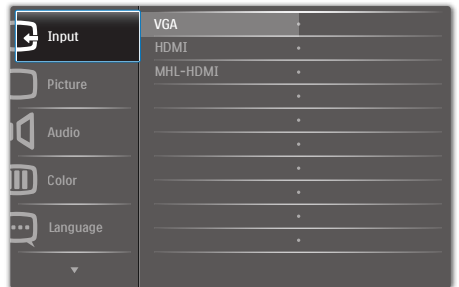 Input
Picture
Audio
Color
Language
VGA
HDMI
MHL-HDMI